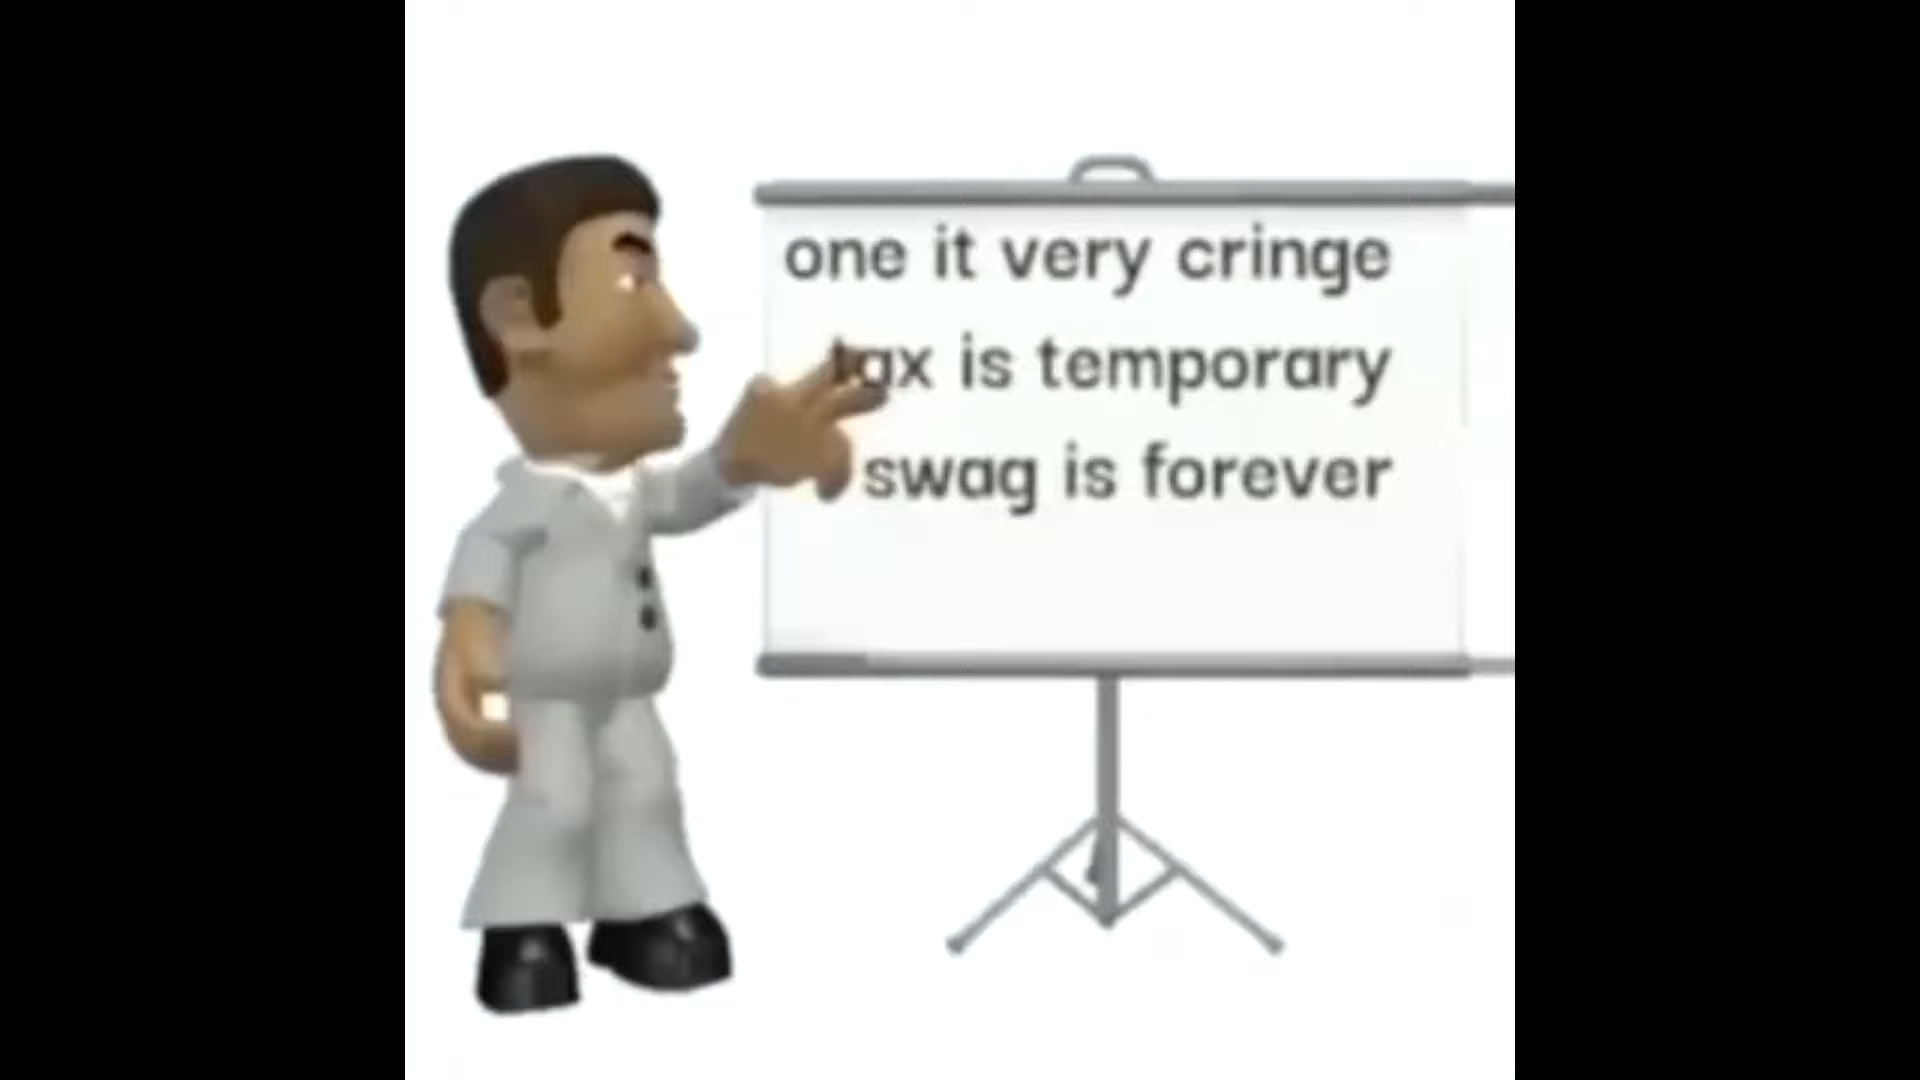 one it very cringe
tax is temporary
swag is forever